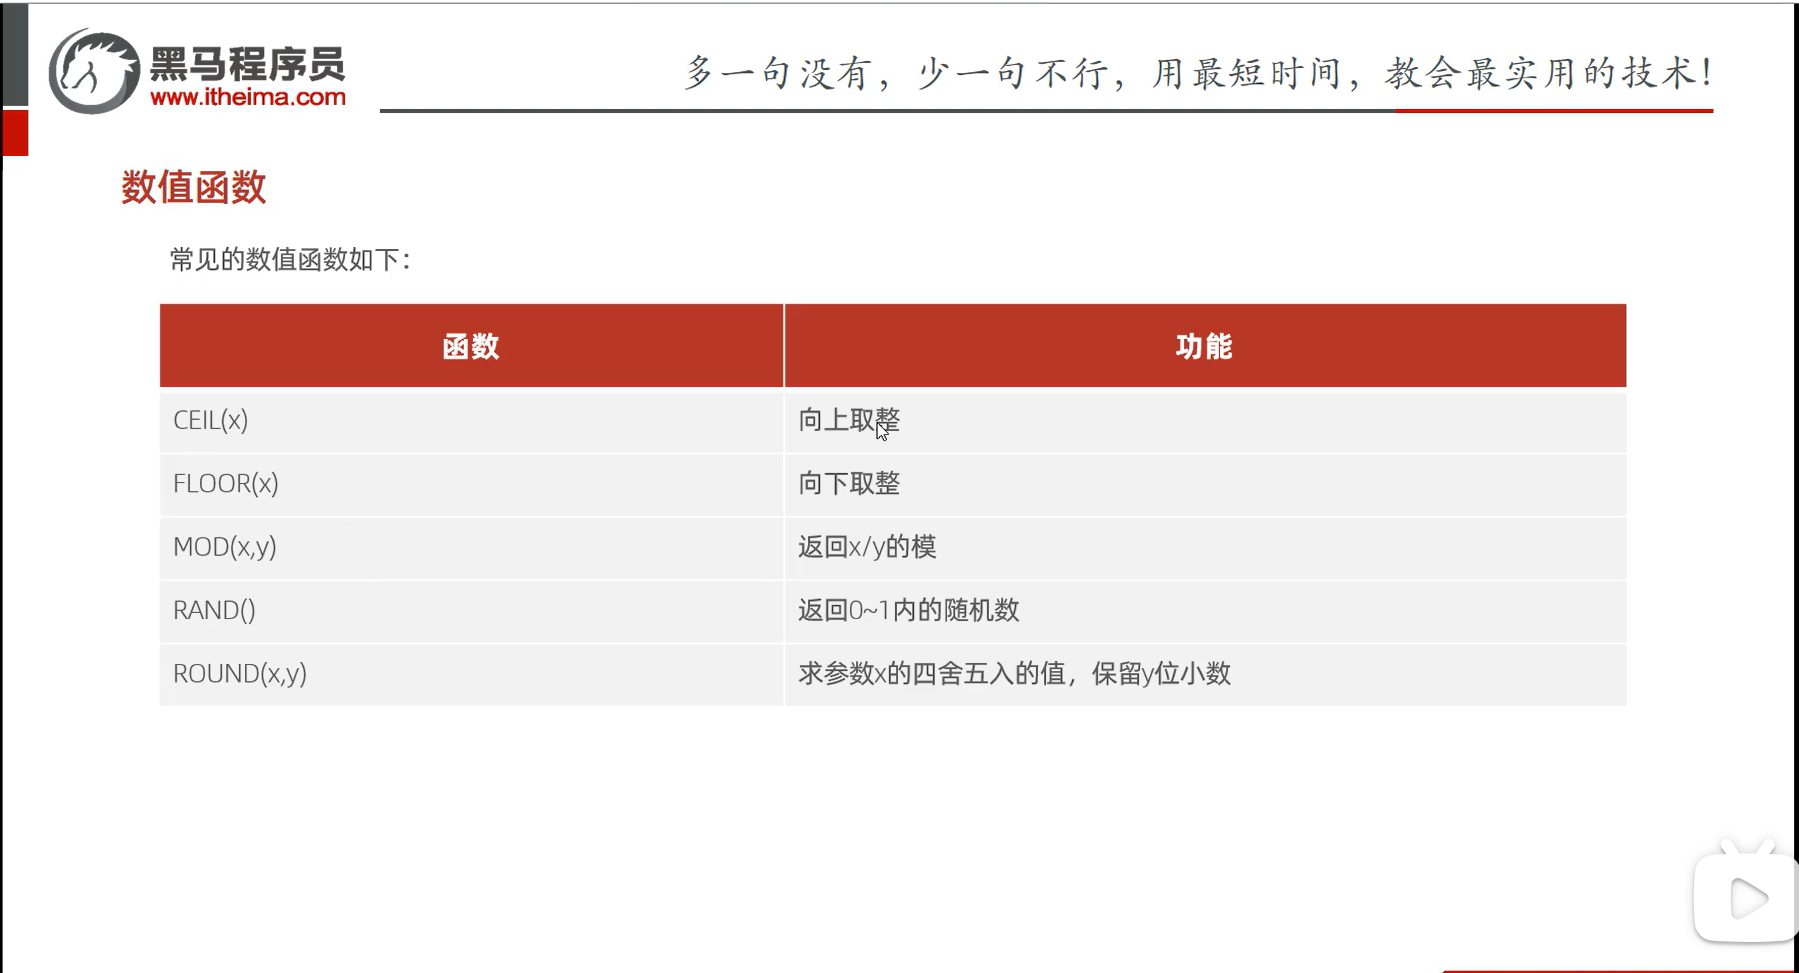 黑马程序员
www.itheima.com
多一句没有，少一句不行，用最短时间，教会最实用的技术！
数值函数
常见的数值函数如下：
函数 功能
CEIL(x) 向上取整
FLOOR(x) 向下取整
MOD(x,y) 返回x/y的模
RAND() 返回0~1内的随机数
ROUND(x,y) 求参数x的四舍五入的值，保留y位小数